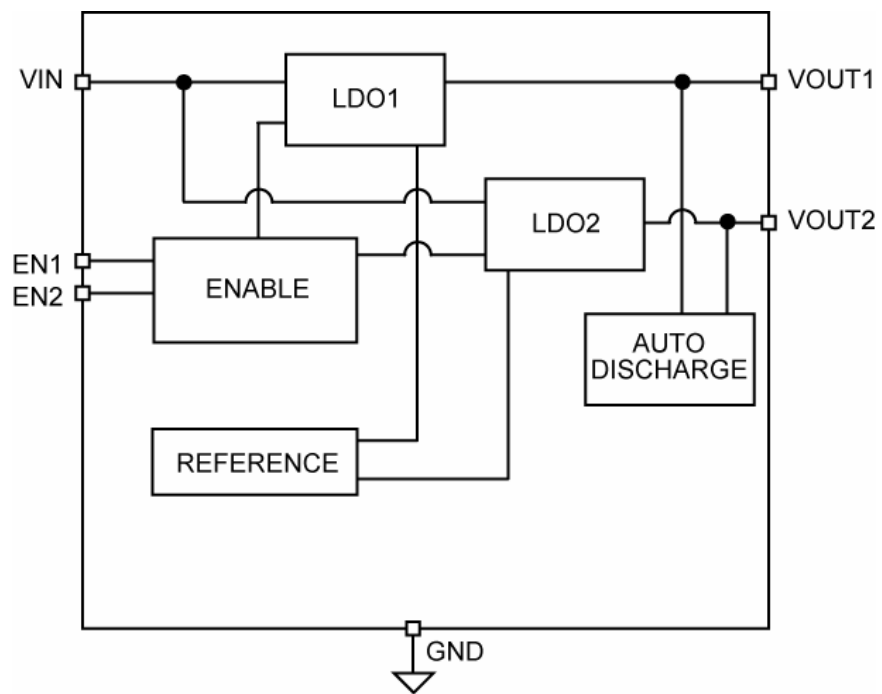 VIN
LDO1
VOUT1
LDO2
VOUT2
EN1
EN2
ENABLE
AUTO
DISCHARGE
REFERENCE
GND